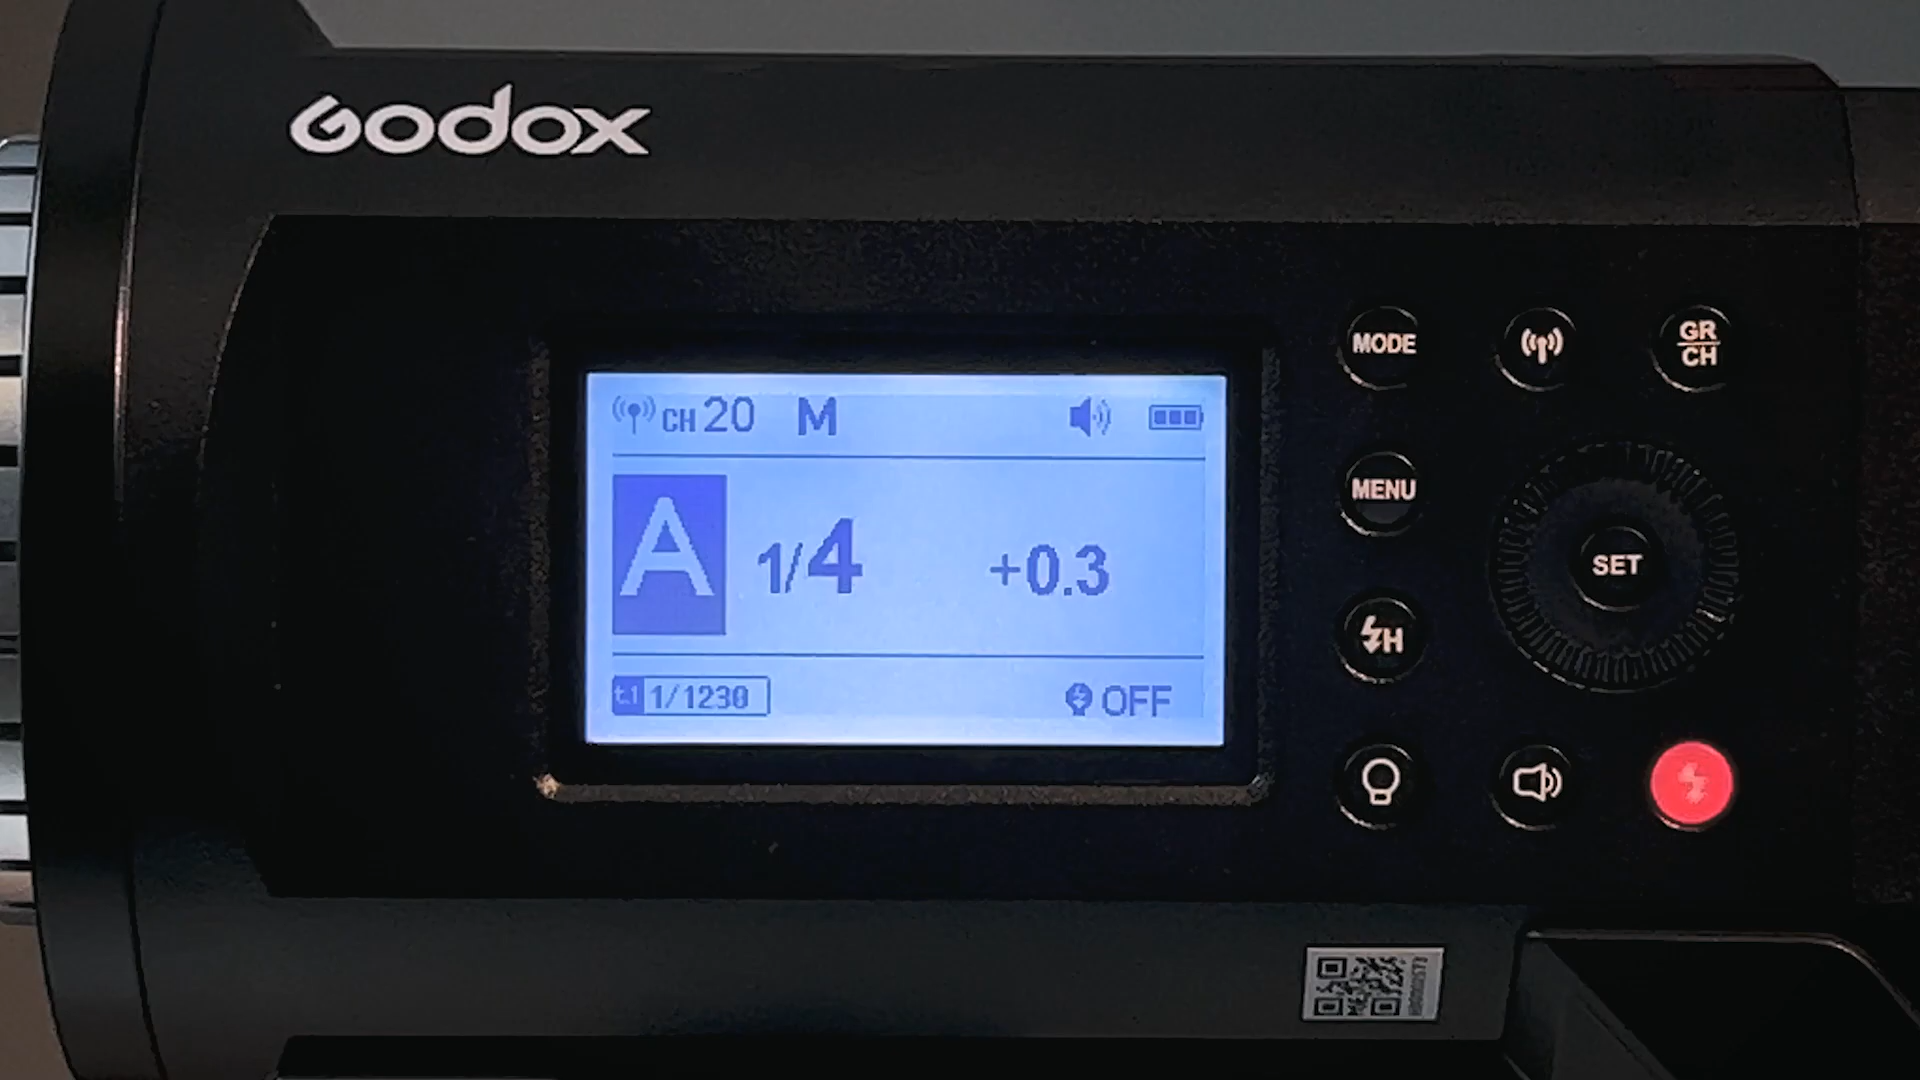 Godox
CH 20 M
A 1/4 +0.3
t.1 1/1230 OFF
MODE
GR
CH
MENU
SET
H